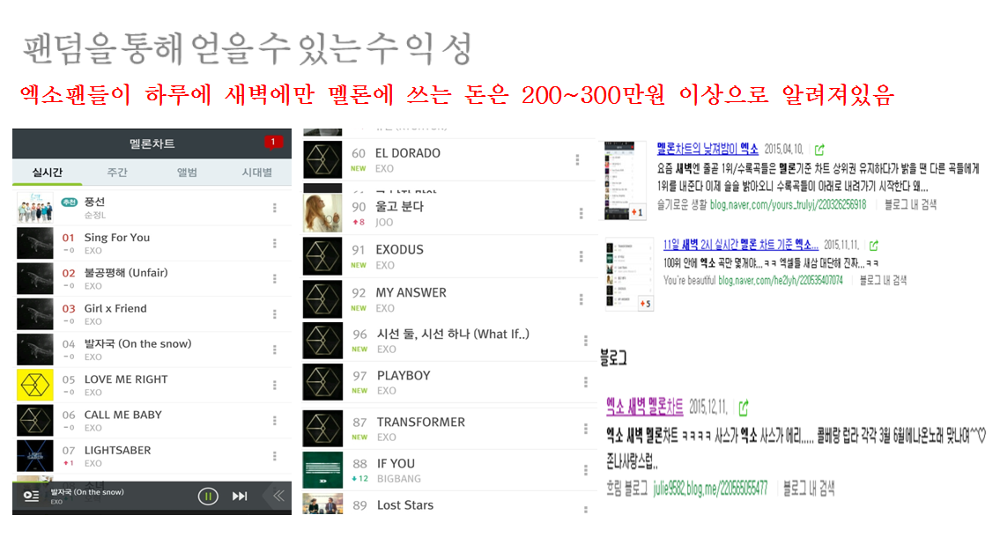 팬덤을 통해 얻을 수 있는 수익성
엑소팬들이 하루에 새벽에만 멜론에 쓰는 돈은 200~300만원 이상으로 알려져있음
멜론차트
1
실시간
주간
앨범
시대별
추천 풍선
순정L
01 Sing For You
- 0 EXO
02 불공평해 (Unfair)
- 0 EXO
03 Girl x Friend
- 0 EXO
04 발자국 (On the snow)
- 0 EXO
05 LOVE ME RIGHT
- 0 EXO
06 CALL ME BABY
- 0 EXO
07 LIGHTSABER
↑1 EXO
발자국 (On the snow)
EXO
60 EL DORADO
NEW EXO
90 울고 분다
↑8 JOO
91 EXODUS
NEW EXO
92 MY ANSWER
NEW EXO
96 시선 둘, 시선 하나 (What If..)
NEW EXO
97 PLAYBOY
NEW EXO
87 TRANSFORMER
NEW EXO
88 IF YOU
↓12 BIGBANG
89 Lost Stars
멜론차트의 낮져밤이 엑소 2015.04.10.
요즘 새벽엔 줄곧 1위/수록곡들은 멜론기준 차트 상위권 유지하다가 밝을 땐 다른 곡들에게
1위를 내준다 이제 슬슬 밝아오니 수록곡들이 아래로 내려가기 시작한다 왜...
슬기로운 생활 blog.naver.com/yours_trulyj/220326256918 | 블로그 내 검색
+1
11일 새벽 2시 실시간 멜론 차트 기준 엑소... 2015.11.11.
100위 안에 엑소 곡만 몇개야...ㅋㅋ 엑셀들 새삼 대단해 진짜...ㅋㅋ
You're beautiful blog.naver.com/he2lyh/220535407074 | 블로그 내 검색
+5
블로그
엑소 새벽 멜론차트 2015.12.11.
엑소 새벽 멜론차트 ㅋㅋㅋㅋ 사스가 엑소 사스가 에리..... 콜베랑 럽라 각각 3월 6월에나온노래 맞냐며^^♡
존나사랑스럽..
흐림 블로그 julie9582.blog.me/220565055477 | 블로그 내 검색